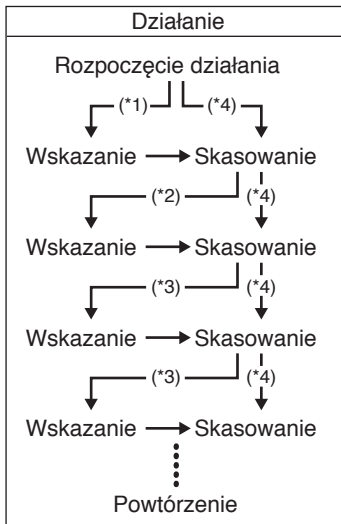 Działanie
Rozpoczęcie działania
(*1) (*4)
Wskazanie Skasowanie
(*2) (*4)
Wskazanie Skasowanie
(*3) (*4)
Wskazanie Skasowanie
(*3) (*4)
Wskazanie Skasowanie
Powtórzenie